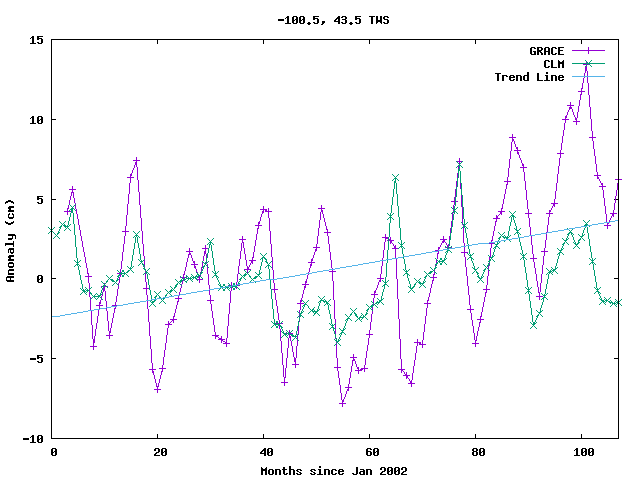 -100.5, 43.5 TWS
GRACE
CLM
Trend Line
15
10
5
0
-5
-10
Anomaly (cm)
0 20 40 60 80 100
Months since Jan 2002